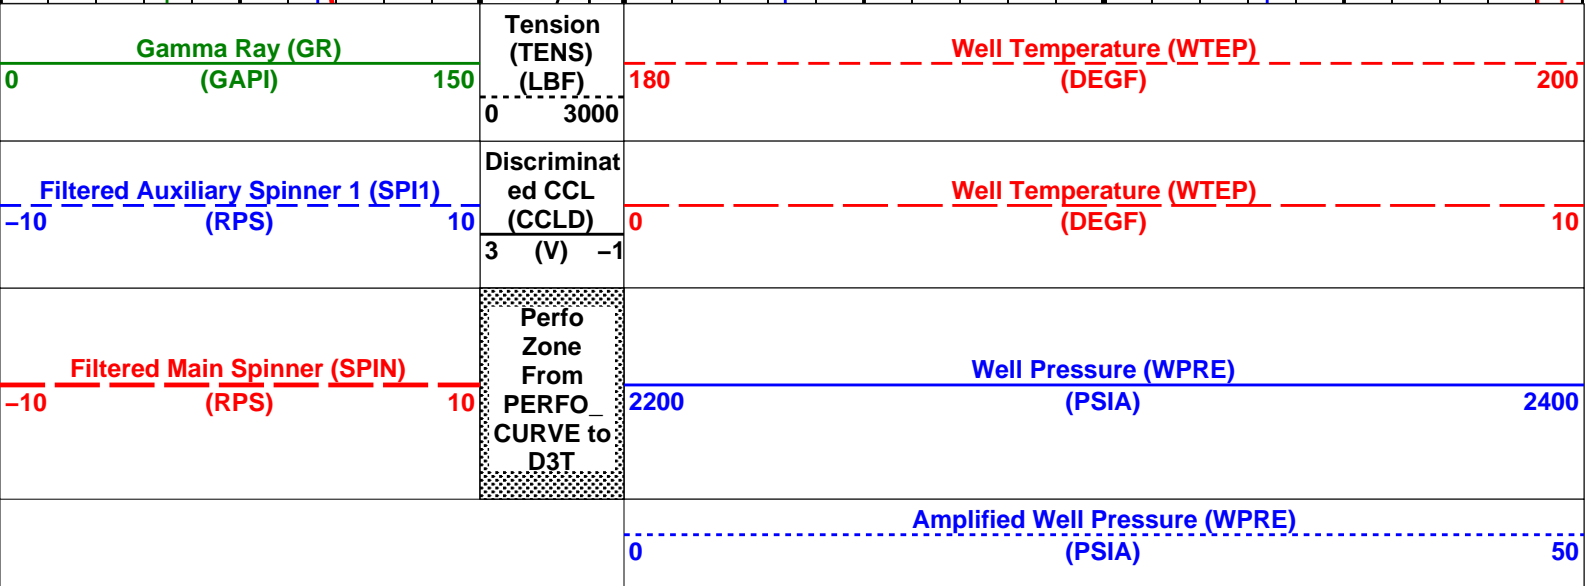 Gamma Ray (GR)
0 (GAPI) 150
Tension
(TENS)
(LBF)
0 3000
Well Temperature (WTEP)
180 (DEGF) 200
Filtered Auxiliary Spinner 1 (SPI1)
−10 (RPS) 10
Discriminat
ed CCL
(CCLD)
3 (V) −1
Well Temperature (WTEP)
0 (DEGF) 10
Filtered Main Spinner (SPIN)
−10 (RPS) 10
Perfo
Zone
From
PERFO_
CURVE to
D3T
Well Pressure (WPRE)
2200 (PSIA) 2400
Amplified Well Pressure (WPRE)
0 (PSIA) 50